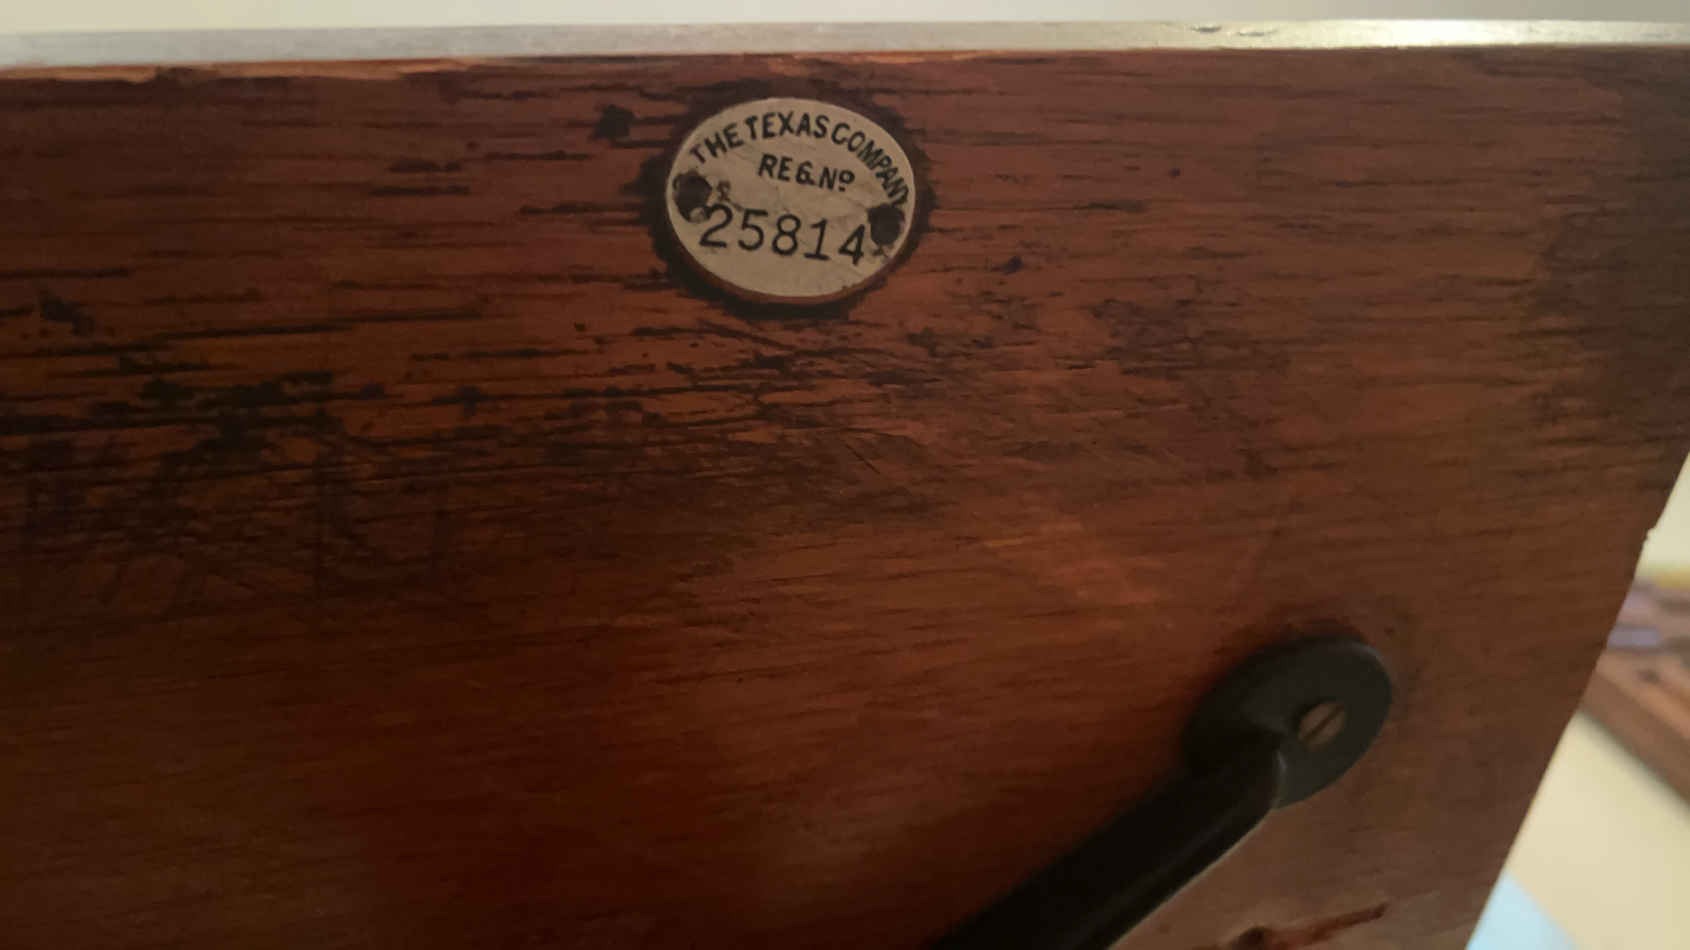 THE TEXAS COMPANY
REG. Nº
25814